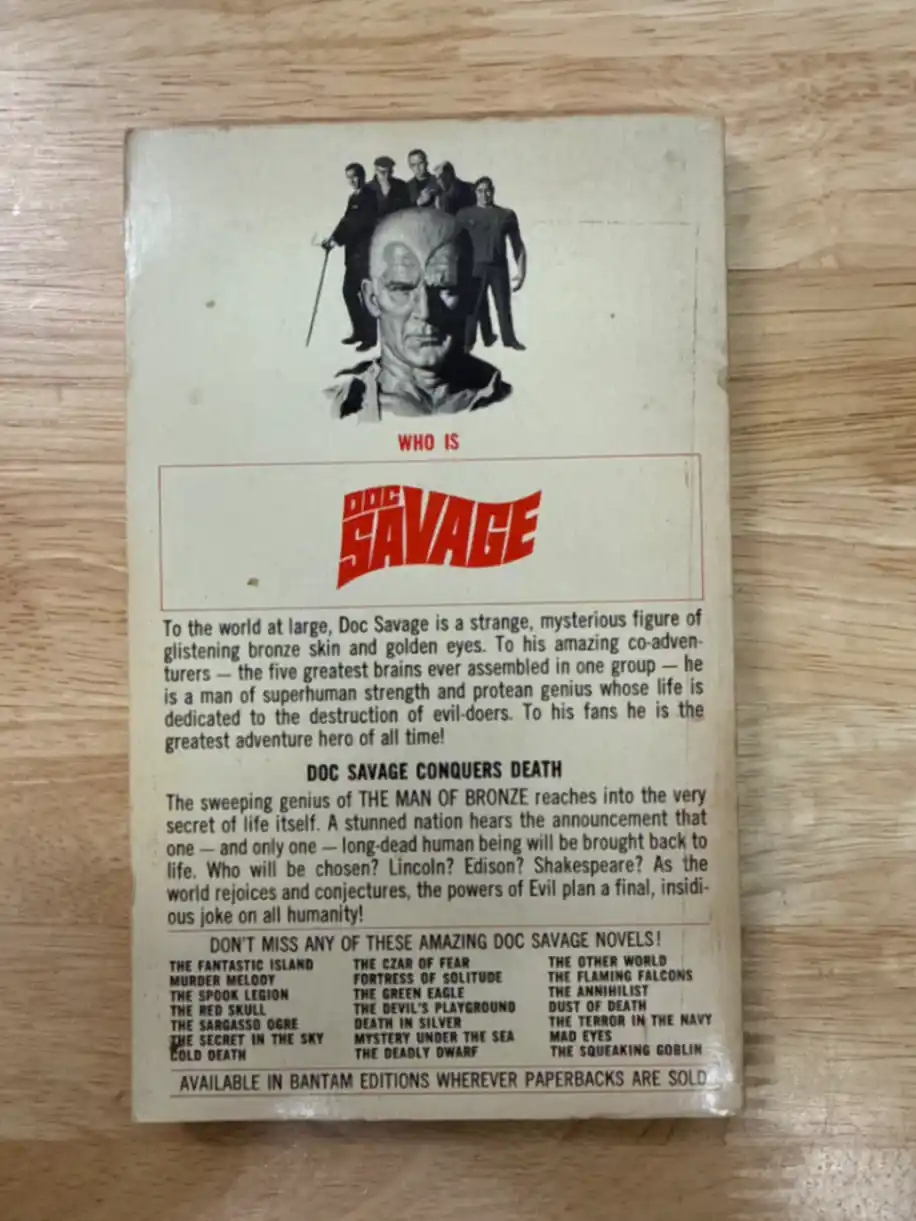 WHO IS
DOC
SAVAGE
To the world at large, Doc Savage is a strange, mysterious figure of
glistening bronze skin and golden eyes. To his amazing co-adven-
turers — the five greatest brains ever assembled in one group — he
is a man of superhuman strength and protean genius whose life is
dedicated to the destruction of evil-doers. To his fans he is the
greatest adventure hero of all time!
DOC SAVAGE CONQUERS DEATH
The sweeping genius of THE MAN OF BRONZE reaches into the very
secret of life itself. A stunned nation hears the announcement that
one — and only one — long-dead human being will be brought back to
life. Who will be chosen? Lincoln? Edison? Shakespeare? As the
world rejoices and conjectures, the powers of Evil plan a final, insidi-
ous joke on all humanity!
DON'T MISS ANY OF THESE AMAZING DOC SAVAGE NOVELS!
THE FANTASTIC ISLAND
MURDER MELODY
THE SPOOK LEGION
THE RED SKULL
THE SARGASSO OGRE
THE SECRET IN THE SKY
COLD DEATH
THE CZAR OF FEAR
FORTRESS OF SOLITUDE
THE GREEN EAGLE
THE DEVIL'S PLAYGROUND
DEATH IN SILVER
MYSTERY UNDER THE SEA
THE DEADLY DWARF
THE OTHER WORLD
THE FLAMING FALCONS
THE ANNIHILIST
DUST OF DEATH
THE TERROR IN THE NAVY
MAD EYES
THE SQUEAKING GOBLIN
AVAILABLE IN BANTAM EDITIONS WHEREVER PAPERBACKS ARE SOLD